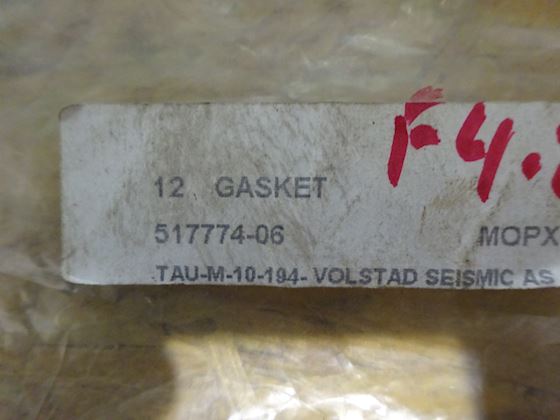 F4.
12 GASKET
517774-06 MOPX
TAU-M-10-194- VOLSTAD SEISMIC AS